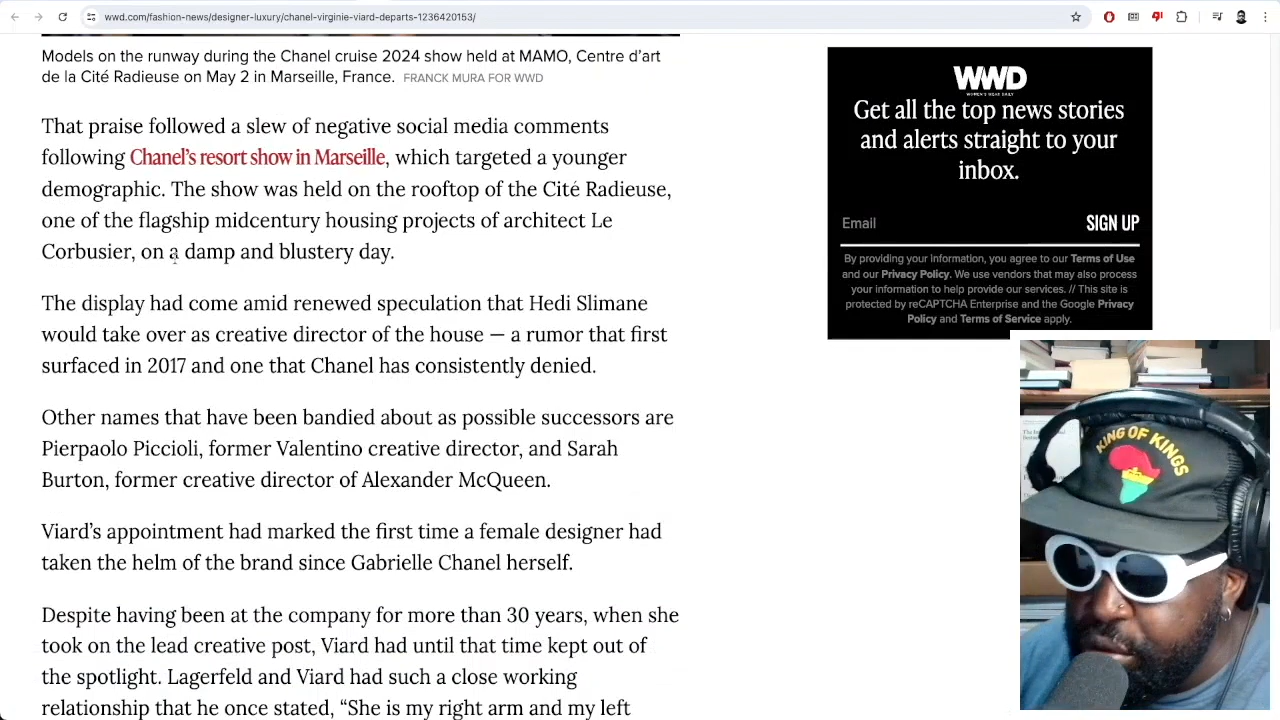 wwd.com/fashion-news/designer-luxury/chanel-virginie-viard-departs-1236420153/
Models on the runway during the Chanel cruise 2024 show held at MAMO, Centre d'art
de la Cité Radieuse on May 2 in Marseille, France. FRANCK MURA FOR WWD
That praise followed a slew of negative social media comments
following Chanel's resort show in Marseille, which targeted a younger
demographic. The show was held on the rooftop of the Cité Radieuse,
one of the flagship midcentury housing projects of architect Le
Corbusier, on a damp and blustery day.
The display had come amid renewed speculation that Hedi Slimane
would take over as creative director of the house — a rumor that first
surfaced in 2017 and one that Chanel has consistently denied.
Other names that have been bandied about as possible successors are
Pierpaolo Piccioli, former Valentino creative director, and Sarah
Burton, former creative director of Alexander McQueen.
Viard's appointment had marked the first time a female designer had
taken the helm of the brand since Gabrielle Chanel herself.
Despite having been at the company for more than 30 years, when she
took on the lead creative post, Viard had until that time kept out of
the spotlight. Lagerfeld and Viard had such a close working
relationship that he once stated, “She is my right arm and my left
WWD
WOMEN'S WEAR DAILY
Get all the top news stories
and alerts straight to your
inbox.
Email SIGN UP
By providing your information, you agree to our Terms of Use
and our Privacy Policy. We use vendors that may also process
your information to help provide our services. // This site is
protected by reCAPTCHA Enterprise and the Google Privacy
Policy and Terms of Service apply.
KING OF KINGS